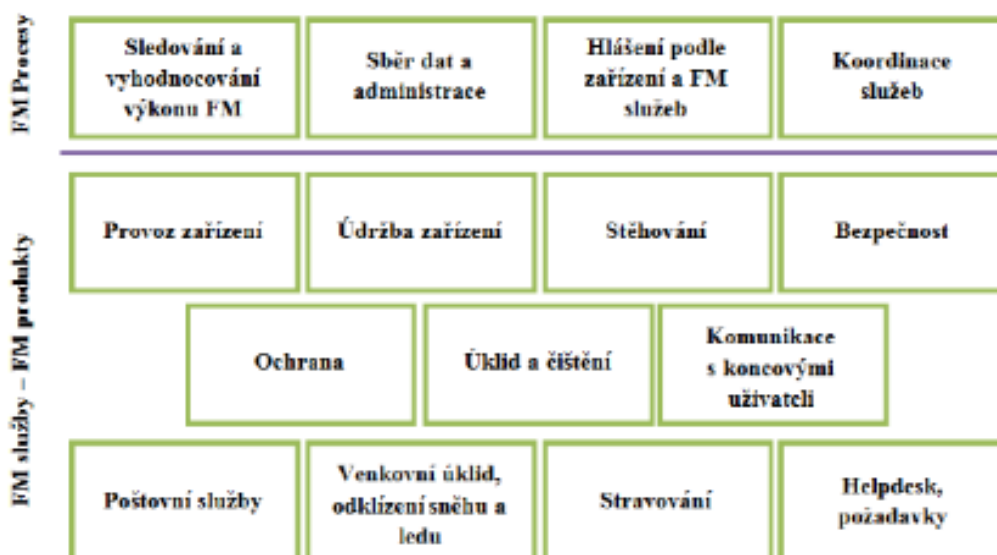 FM Procesy
Sledování a
vyhodnocování
výkonu FM
Sběr dat a
administrace
Hlášení podle
zařízení a FM
služeb
Koordinace
služeb
FM služby – FM produkty
Provoz zařízení
Údržba zařízení
Stěhování
Bezpečnost
Ochrana
Úklid a čištění
Komunikace
s koncovými
uživateli
Poštovní služby
Venkovní úklid,
odklízení sněhu a
ledu
Stravování
Helpdesk,
požadavky